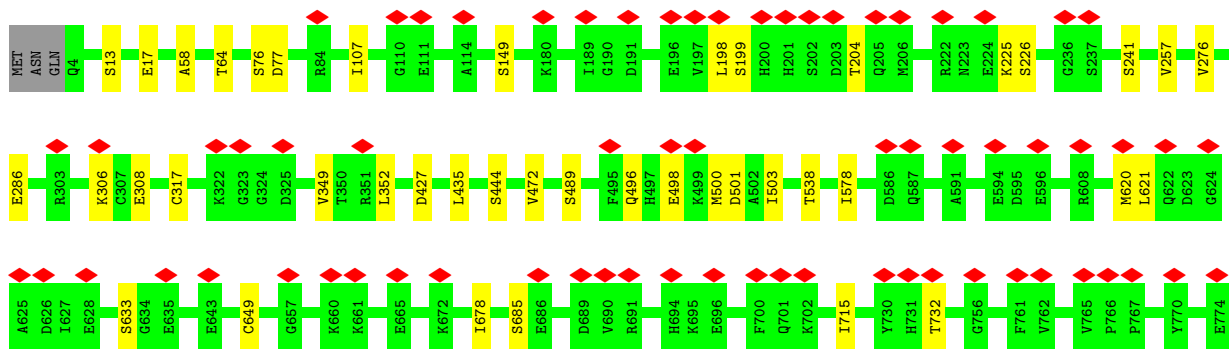 MET ASN GLN Q4 S13 E17 A58 T64 S76 D77 R84 I107 G110 E111 A114 S149 K180 I189 G190 D191 E196 V197 L198 S199 H200 H201 S202 D203 T204 Q205 M206 R222 N223 E224 K225 S226 G236 S237 S241 V257 V276
E286 R303 K306 C307 E308 C317 K322 G323 G324 D325 V349 T350 R351 L352 D427 L435 S444 V472 S489 F495 Q496 H497 E498 K499 M500 D501 A502 I503 T538 I578 D586 Q587 A591 E594 D595 E596 R608 M620 L621 Q622 D623 G624
A625 D626 I627 E628 S633 G634 E635 E643 C649 G657 K660 K661 E665 K672 I678 S685 E686 D689 V690 R691 H694 K695 E696 F700 Q701 K702 I715 Y730 H731 T732 G756 F761 V762 V765 P766 P767 Y770 E774